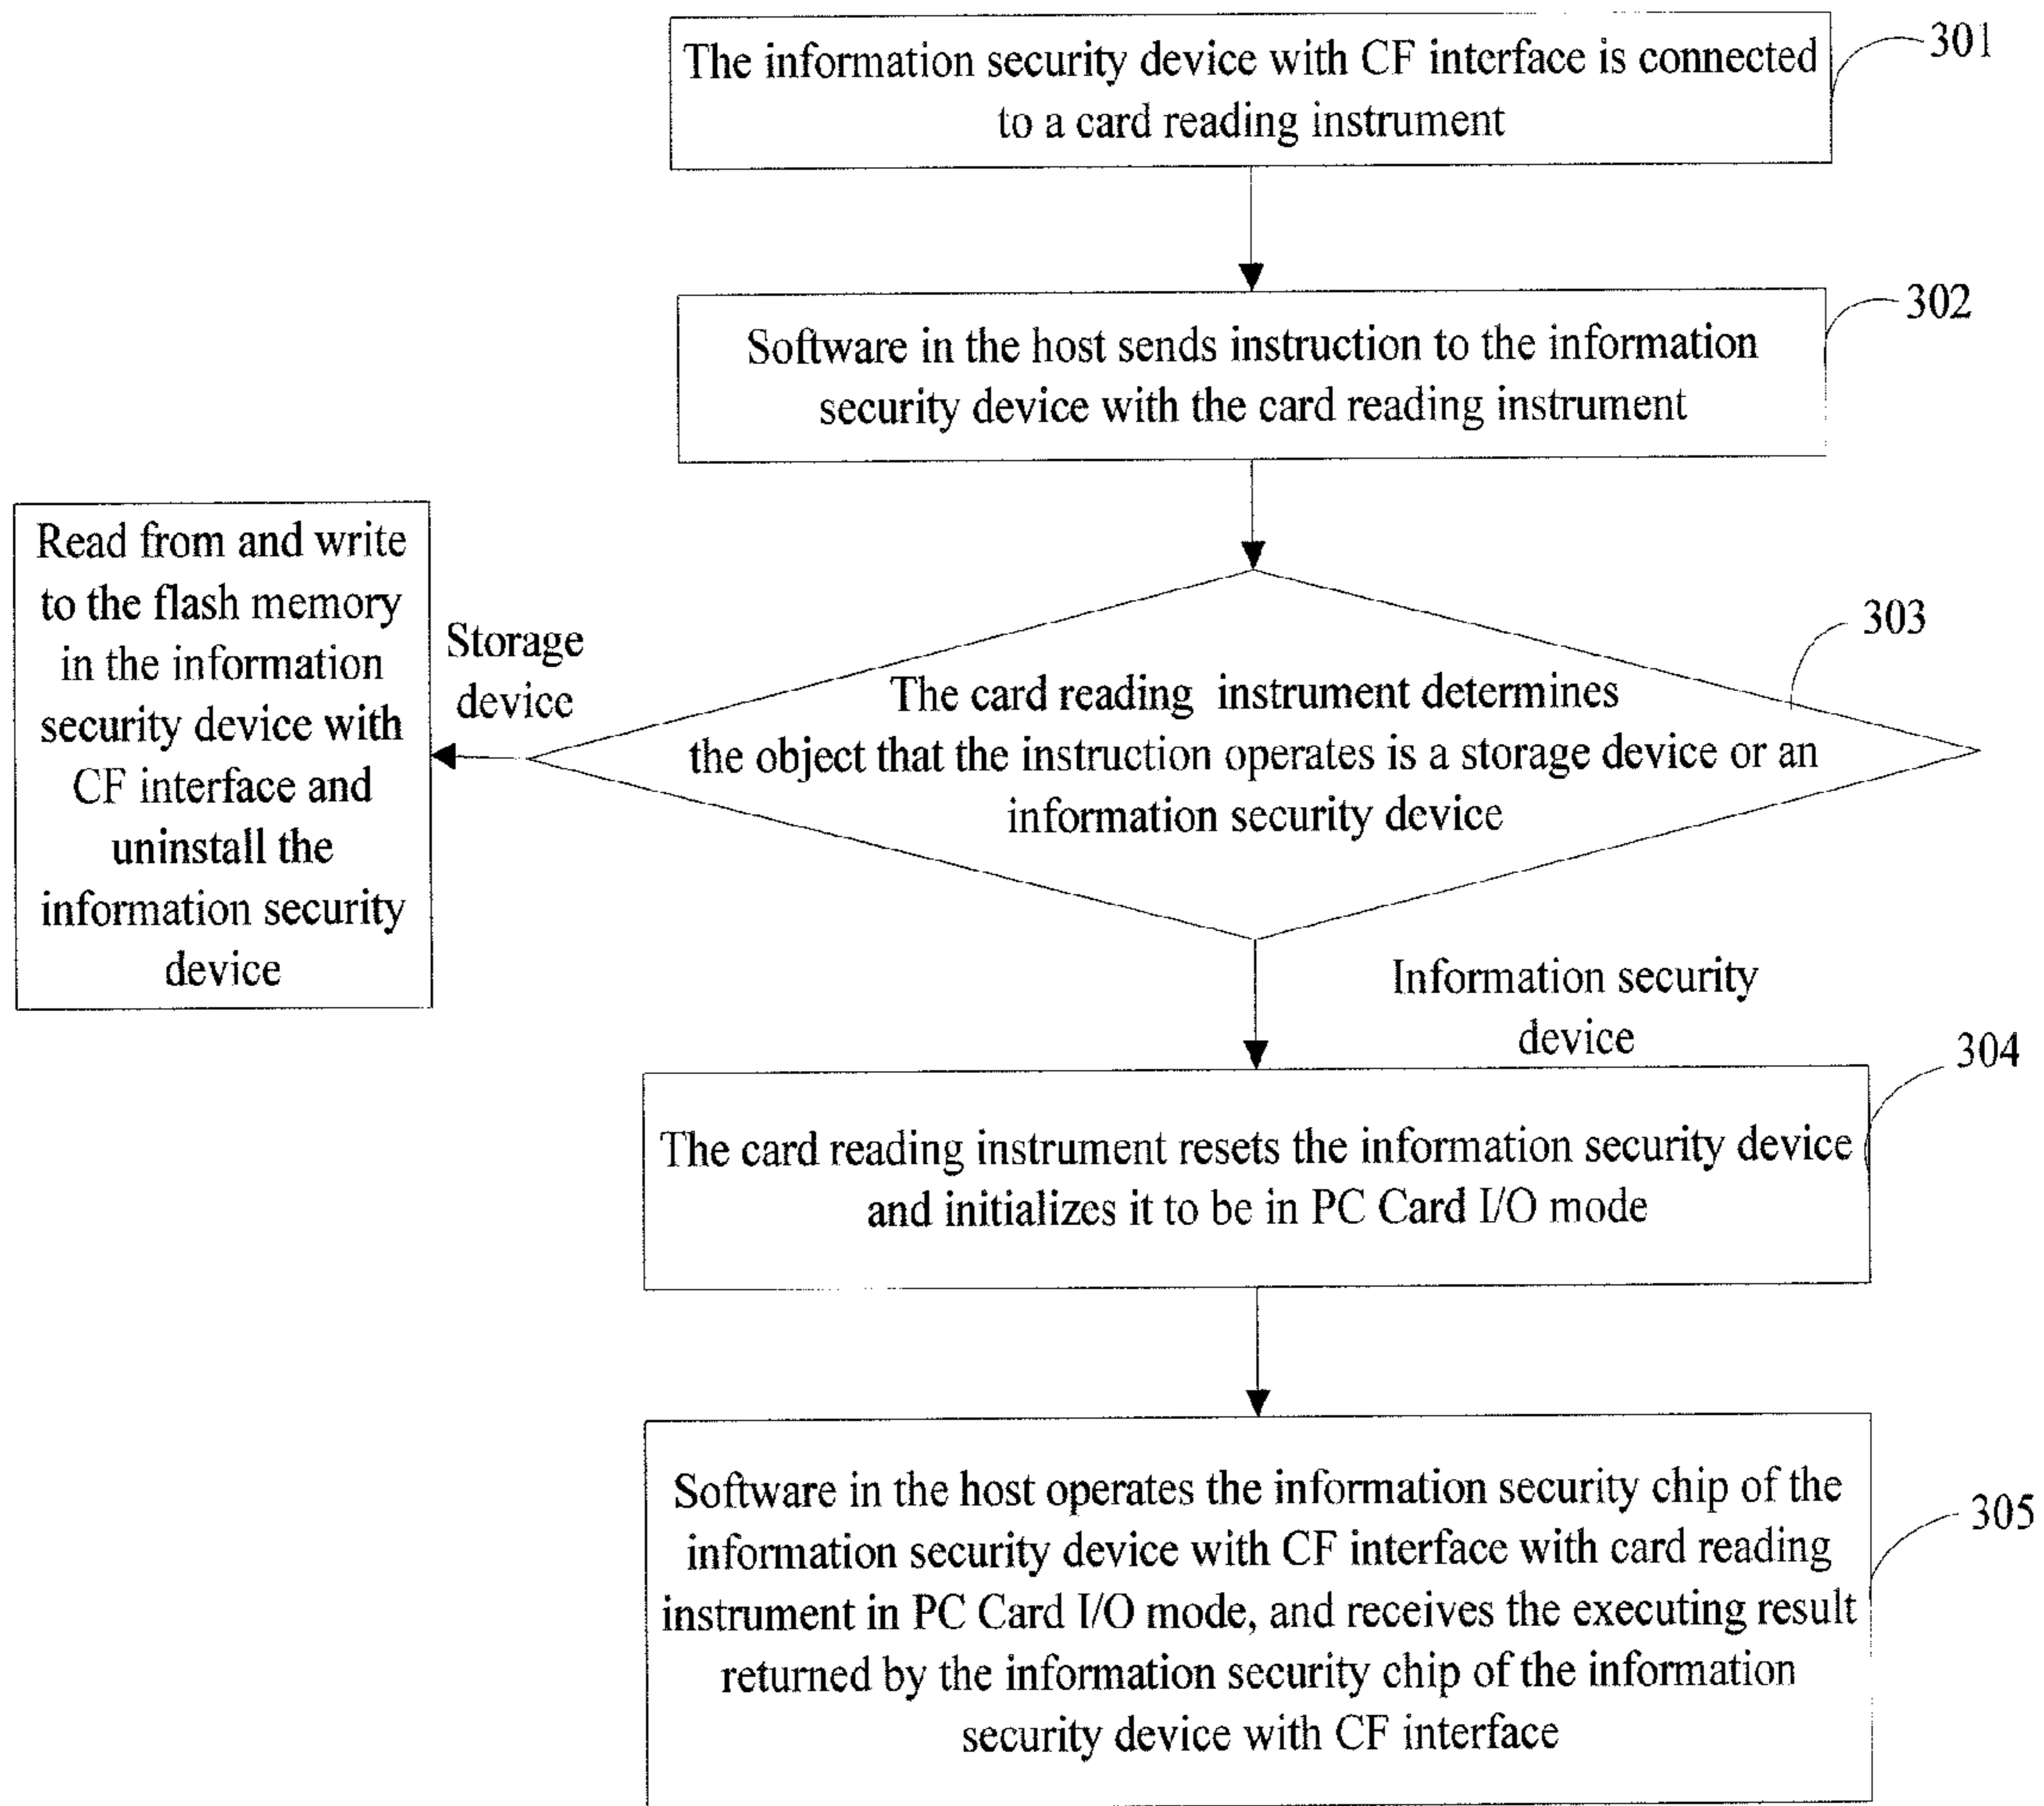 The information security device with CF interface is connected
to a card reading instrument
301
Software in the host sends instruction to the information
security device with the card reading instrument
302
Read from and write
to the flash memory
in the information
security device with
CF interface and
uninstall the
information security
device
Storage
device
The card reading instrument determines
the object that the instruction operates is a storage device or an
information security device
303
Information security
device
304
The card reading instrument resets the information security device
and initializes it to be in PC Card I/O mode
Software in the host operates the information security chip of the
information security device with CF interface with card reading
instrument in PC Card I/O mode, and receives the executing result
returned by the information security chip of the information
security device with CF interface
305